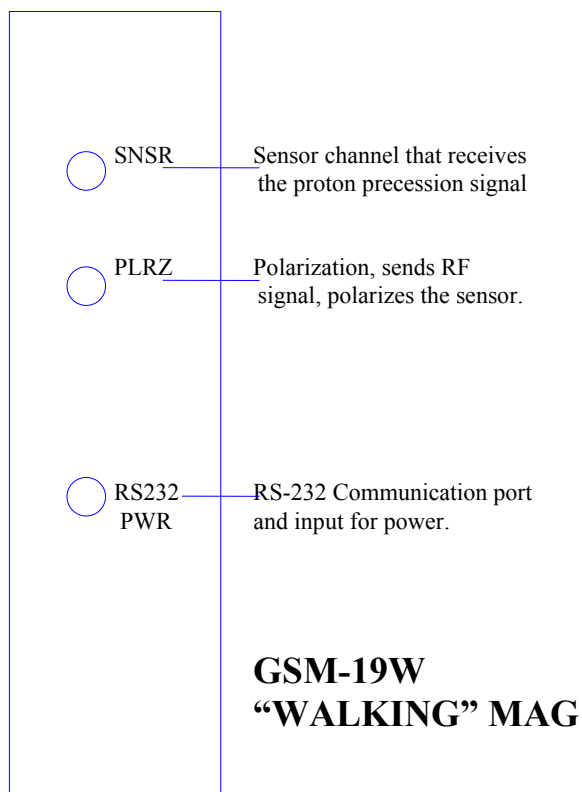 SNSR
Sensor channel that receives
the proton precession signal
PLRZ
Polarization, sends RF
signal, polarizes the sensor.
RS232
PWR
RS-232 Communication port
and input for power.
GSM-19W
“WALKING” MAG